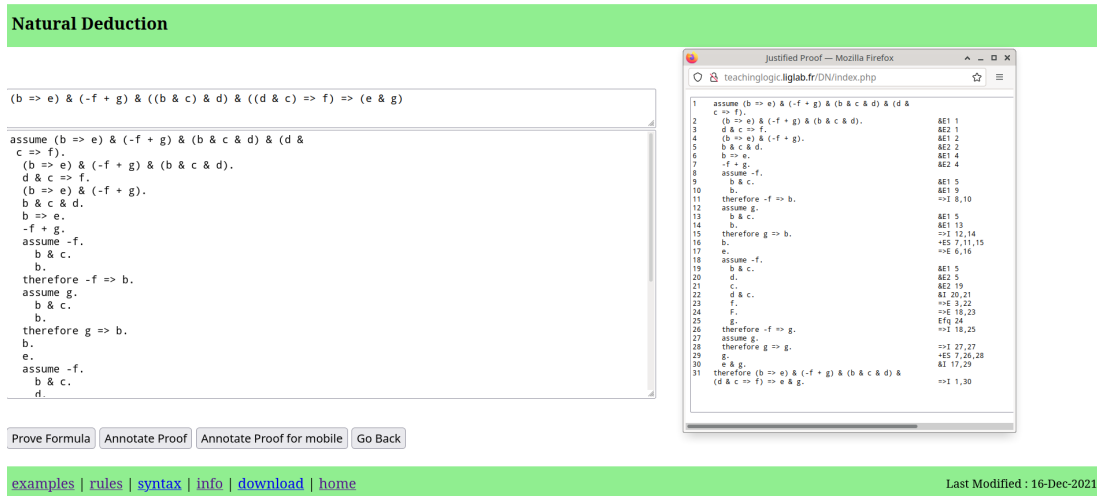 Natural Deduction
(b => e) & (-f + g) & ((b & c) & d) & ((d & c) => f) => (e & g)
assume (b => e) & (-f + g) & (b & c & d) & (d &
c => f).
(b => e) & (-f + g) & (b & c & d).
d & c => f.
(b => e) & (-f + g).
b & c & d.
b => e.
-f + g.
assume -f.
b & c.
b.
therefore -f => b.
assume g.
b & c.
b.
therefore g => b.
b.
e.
assume -f.
b & c.
d.
Prove Formula Annotate Proof Annotate Proof for mobile Go Back
Justified Proof — Mozilla Firefox
teachinglogic.liglab.fr/DN/index.php
1 assume (b => e) & (-f + g) & (b & c & d) & (d &
c => f).
2 (b => e) & (-f + g) & (b & c & d). &E1 1
3 d & c => f. &E2 1
4 (b => e) & (-f + g). &E1 2
5 b & c & d. &E2 2
6 b => e. &E1 4
7 -f + g. &E2 4
8 assume -f.
9 b & c. &E1 5
10 b. &E1 9
11 therefore -f => b. =>I 8,10
12 assume g.
13 b & c. &E1 5
14 b. &E1 13
15 therefore g => b. =>I 12,14
16 b. +ES 7,11,15
17 e. =>E 6,16
18 assume -f.
19 b & c. &E1 5
20 d. &E2 5
21 c. &E2 19
22 d & c. &I 20,21
23 f. =>E 3,22
24 F. =>E 18,23
25 g. Efq 24
26 therefore -f => g. =>I 18,25
27 assume g.
28 therefore g => g. =>I 27,27
29 g. +ES 7,26,28
30 e & g. &I 17,29
31 therefore (b => e) & (-f + g) & (b & c & d) &
(d & c => f) => e & g. =>I 1,30
examples | rules | syntax | info | download | home
Last Modified : 16-Dec-2021